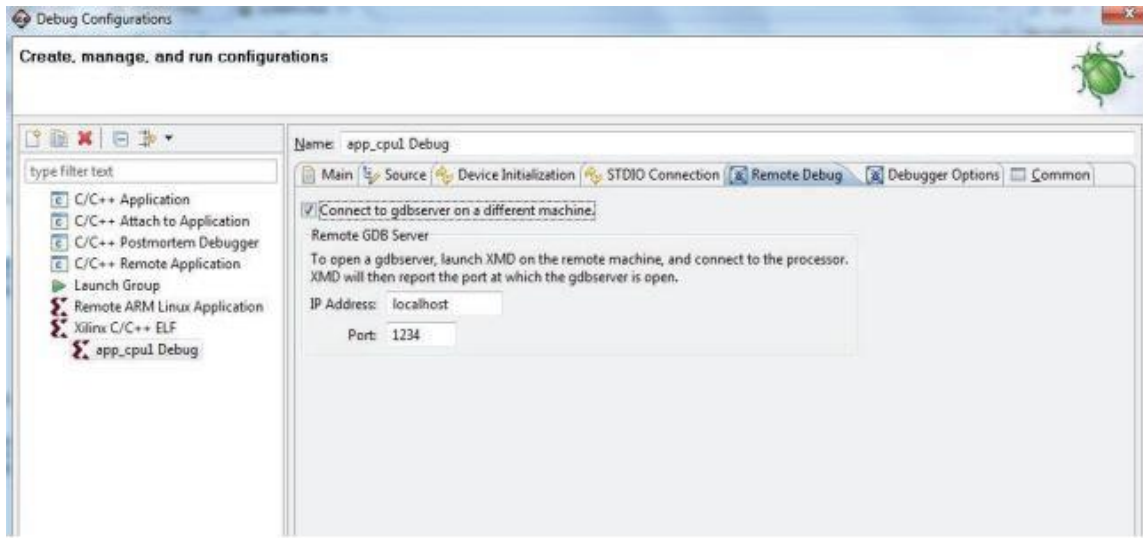 Debug Configurations
Create, manage, and run configurations
type filter text
C/C++ Application
C/C++ Attach to Application
C/C++ Postmortem Debugger
C/C++ Remote Application
Launch Group
Remote ARM Linux Application
Xilinx C/C++ ELF
app_cpu1 Debug
Name: app_cpu1 Debug
Main Source Device Initialization STDIO Connection Remote Debug Debugger Options Common
Connect to gdbserver on a different machine.
Remote GDB Server
To open a gdbserver, launch XMD on the remote machine, and connect to the processor.
XMD will then report the port at which the gdbserver is open.
IP Address: localhost
Port: 1234